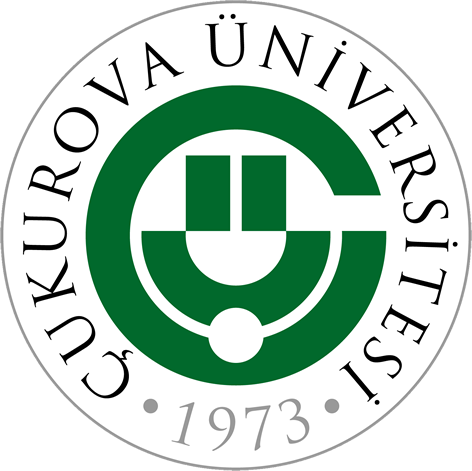 ÇUKUROVA ÜNİVERSİTESİ
• 1973 •